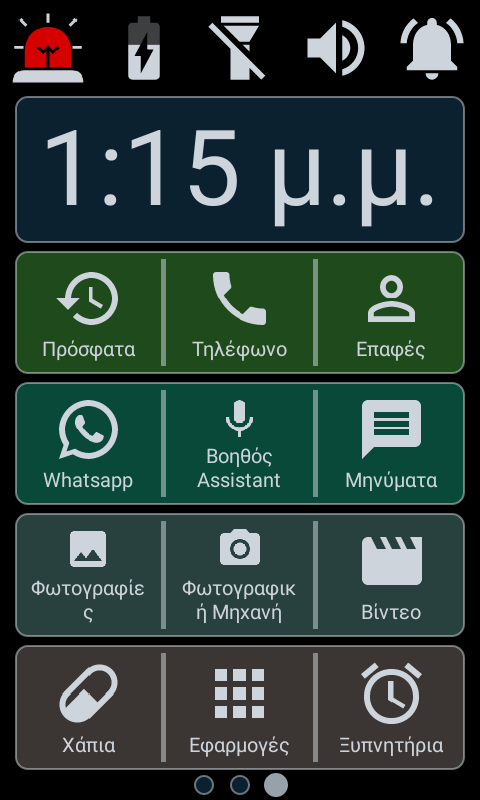 1:15 μ.μ.
Πρόσφατα
Τηλέφωνο
Επαφές
Whatsapp
Βοηθός
Assistant
Μηνύματα
Φωτογραφίε
ς
Φωτογραφικ
ή Μηχανή
Βίντεο
Χάπια
Εφαρμογές
Ξυπνητήρια